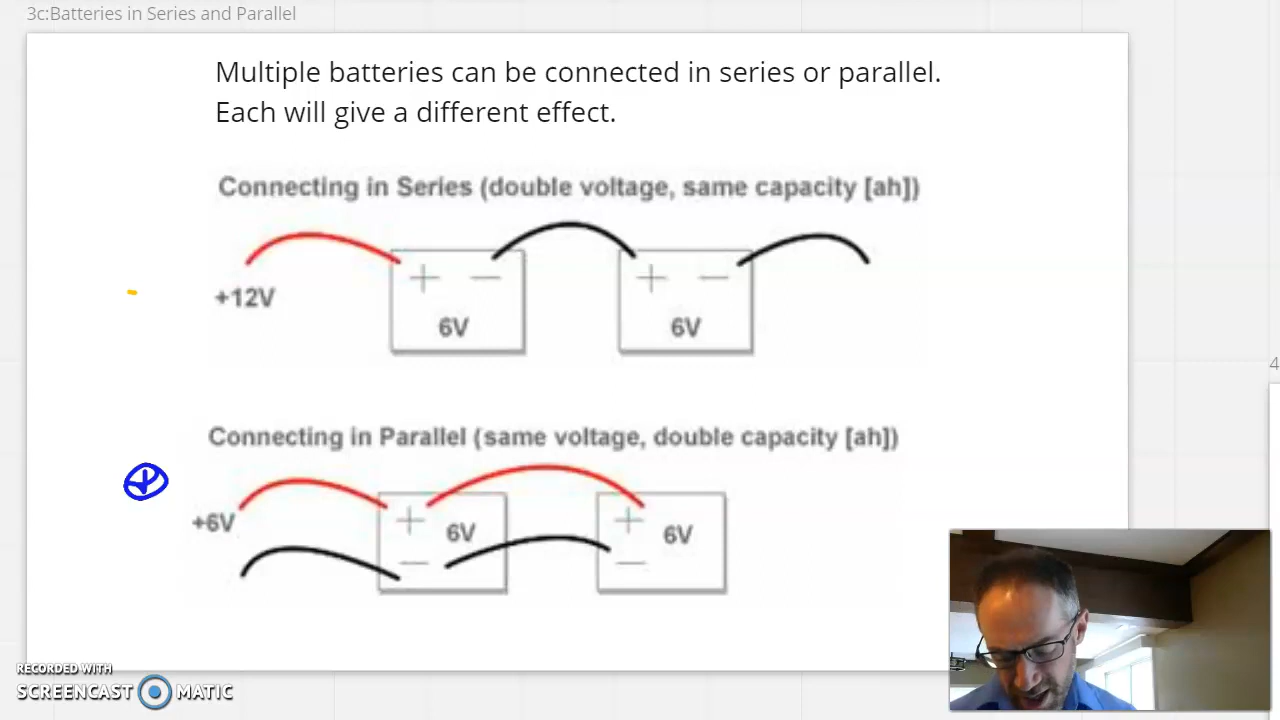 3c:Batteries in Series and Parallel
Multiple batteries can be connected in series or parallel.
Each will give a different effect.
Connecting in Series (double voltage, same capacity [ah])
+ − + −
+12V 6V 6V
Connecting in Parallel (same voltage, double capacity [ah])
+6V + 6V + 6V
− −
4
RECORDED WITH
SCREENCAST MATIC